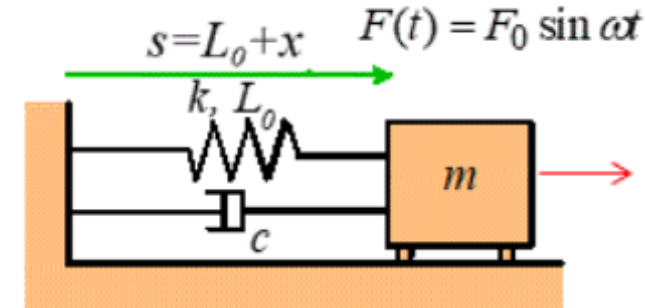 s=L₀+x
F(t) = F₀ sin ωt
k, L₀
m
c